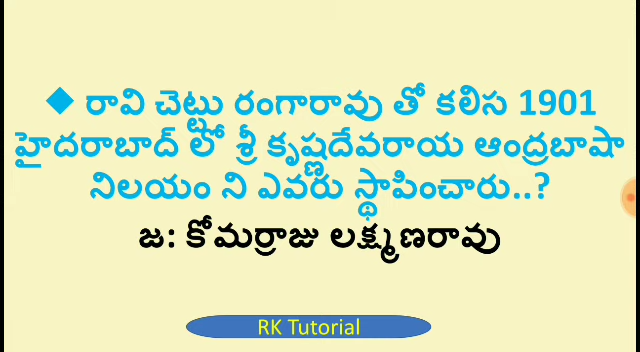 ◆ రావి చెట్టు రంగారావు తో కలిస 1901
హైదరాబాద్ లో శ్రీ కృష్ణదేవరాయ ఆంద్రబాషా
నిలయం ని ఎవరు స్థాపించారు..?
జ: కోమర్రాజు లక్ష్మణరావు
RK Tutorial